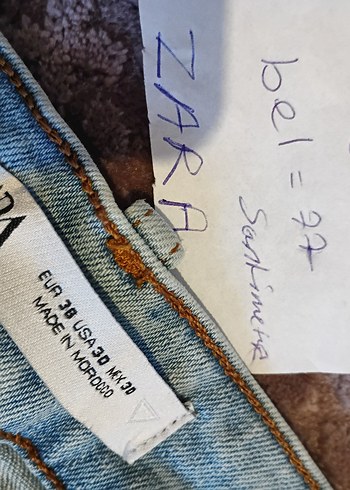 ZARA
bel = 77
Santimetre
EUR 38 USA 30 MEX 30
MADE IN MOROCCO